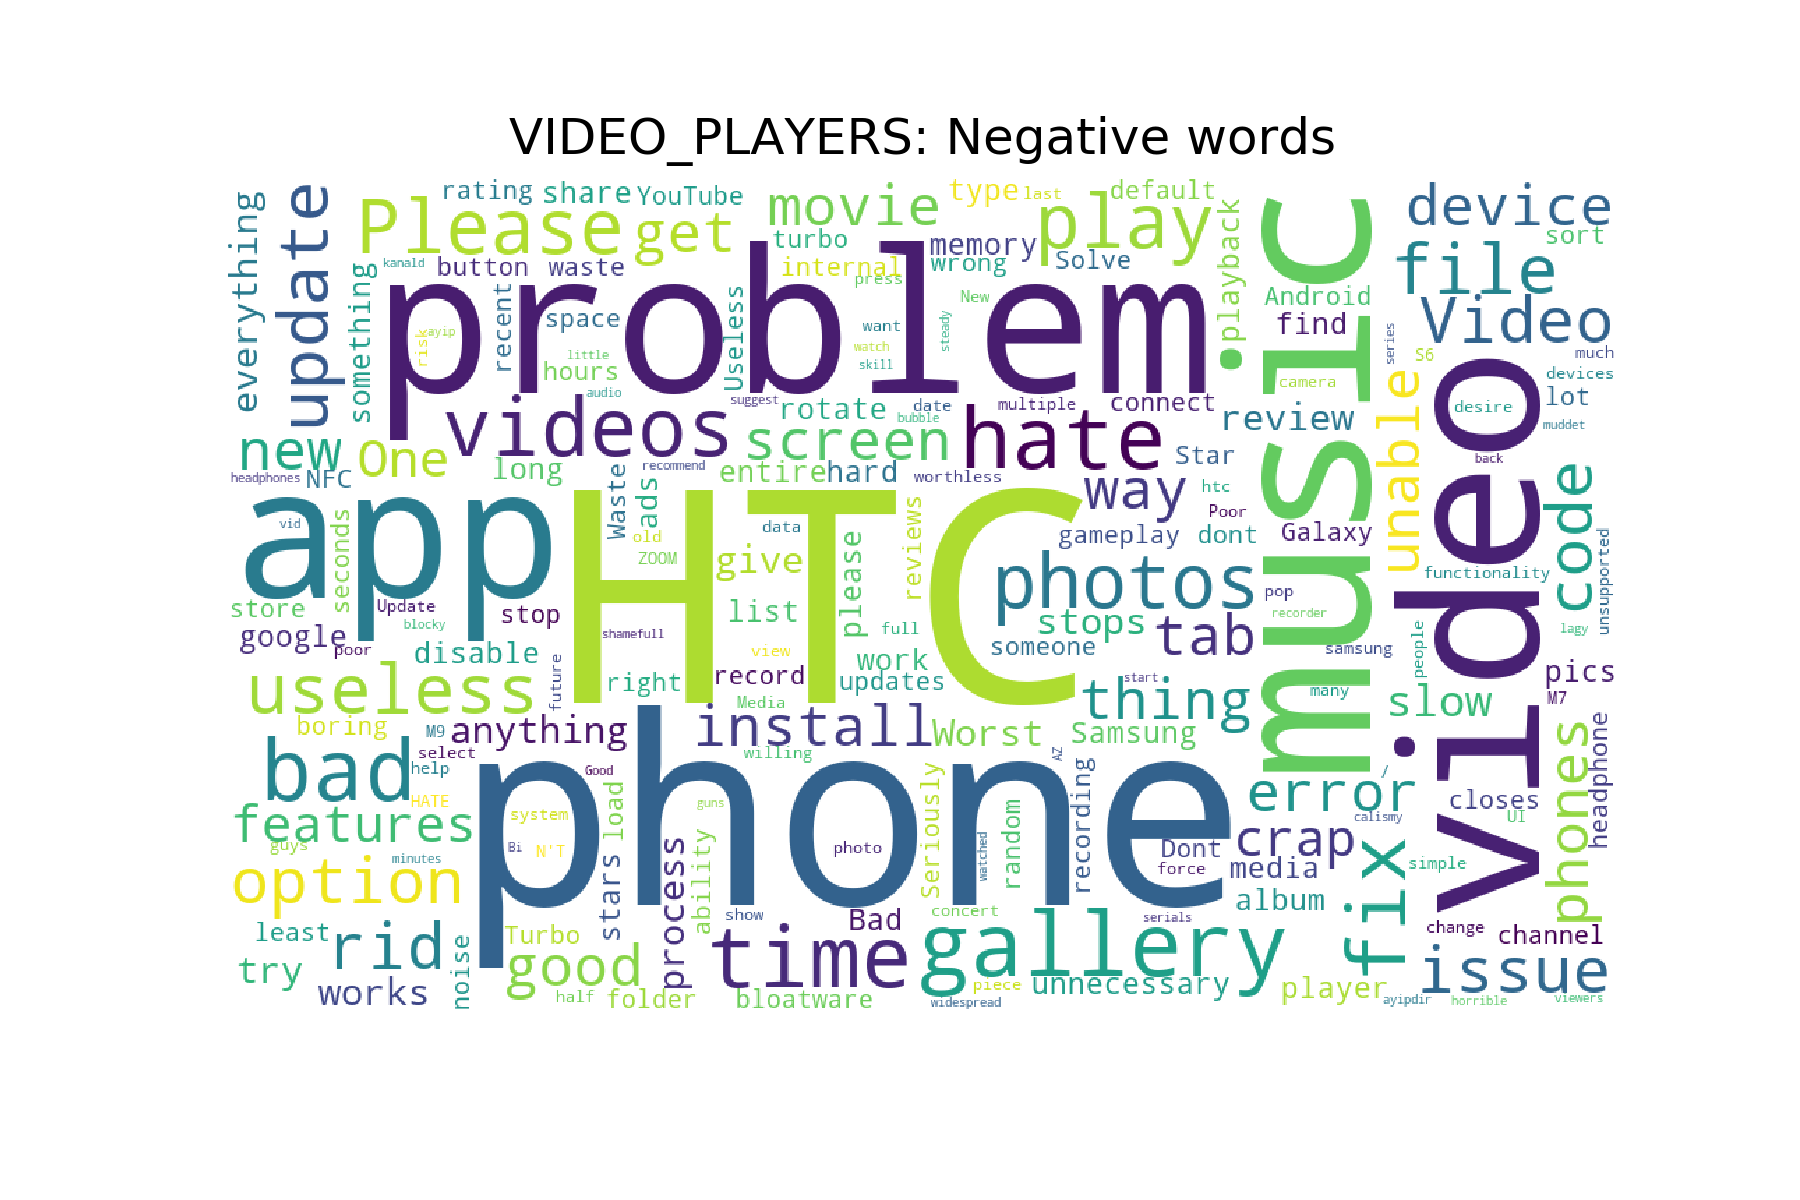 VIDEO_PLAYERS: Negative words
everything
update
rating
share
YouTube
movie
type
last
default
device
Please
get
turbo
memory
play
playback
music
sort
kanald
button
waste
internal
wrong
Solve
file
something
problem
press
New
Android
recent
space
Useless
want
steady
find
Video
risk
ayip
little
watch
skill
series
S6
much
hours
audio
camera
devices
videos
suggest
rotate
date
bubble
multiple
connect
review
unable
video
desire
lot
muddet
new
One
long
screen
hate
Star
back
headphones
NFC
recommend
entire
hard
worthless
way
htc
code
app
HTC
Waste
ads
vid
data
reviews
Poor
Galaxy
seconds
old
ZOOM
give
please
gameplay
dont
unsupported
photos
functionality
store
Update
stop
list
pop
recorder
google
blocky
shamefull
full
stops
lagy
poor
disable
view
work
someone
tab
samsung
people
useless
future
right
record
updates
start
thing
many
slow
pics
M7
boring
M9
anything
Media
install
Worst
Samsung
phones
headphone
bad
select
help
Good
willing
AZ
/
HATE
phone
load
guns
Seriously
random
recording
error
closes
UI
calismy
features
system
guys
minutes
Bi
N'T
photo
watched
Dont
crap
fix
simple
option
stars
process
ability
force
media
album
least
rid
Turbo
show
Bad
concert
serials
change
channel
try
works
noise
good
time
gallery
issue
half
folder
bloatware
piece
widespread
unnecessary
player
ayipdir
horrible
viewers